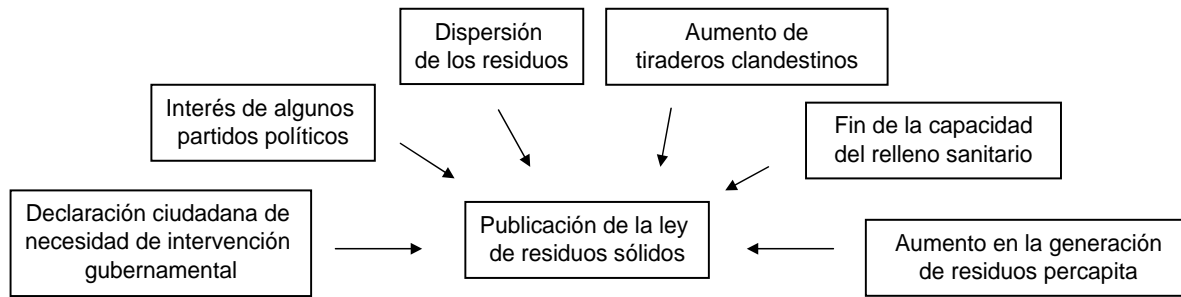 Dispersión
de los residuos
Aumento de
tiraderos clandestinos
Interés de algunos
partidos políticos
Fin de la capacidad
del relleno sanitario
Declaración ciudadana de
necesidad de intervención
gubernamental
Publicación de la ley
de residuos sólidos
Aumento en la generación
de residuos percapita